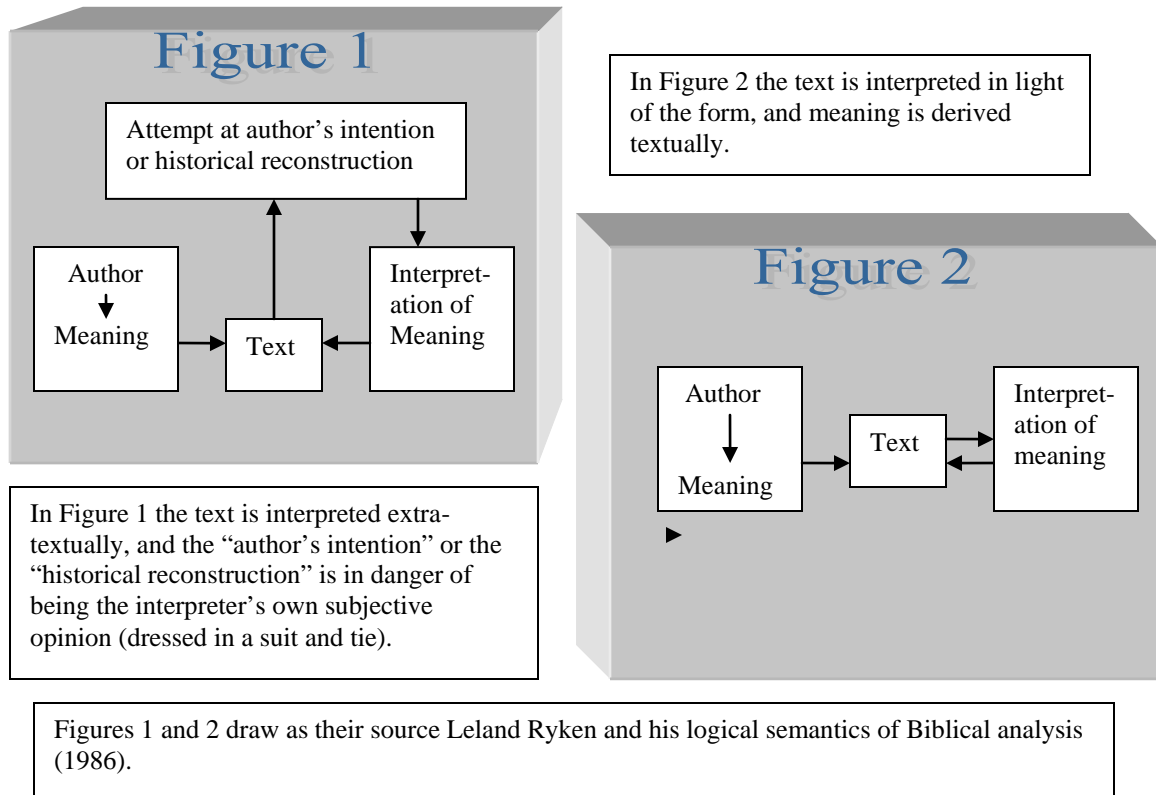 Figure 1
Attempt at author's intention
or historical reconstruction
Author
Meaning
Text
Interpret-
ation of
Meaning
In Figure 1 the text is interpreted extra-
textually, and the “author's intention” or the
“historical reconstruction” is in danger of
being the interpreter's own subjective
opinion (dressed in a suit and tie).
In Figure 2 the text is interpreted in light
of the form, and meaning is derived
textually.
Figure 2
Author
Meaning
Text
Interpret-
ation of
meaning
Figures 1 and 2 draw as their source Leland Ryken and his logical semantics of Biblical analysis
(1986).